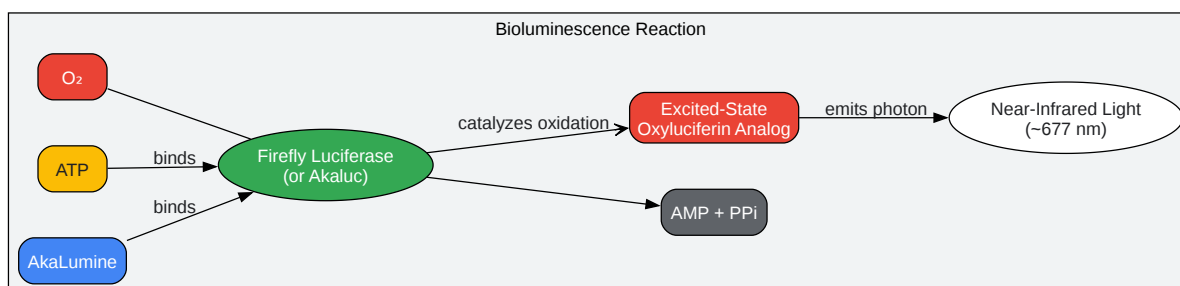 Bioluminescence Reaction
O₂
ATP
AkaLumine
binds
binds
Firefly Luciferase
(or Akaluc)
catalyzes oxidation
Excited-State
Oxyluciferin Analog
AMP + PPi
emits photon
Near-Infrared Light
(~677 nm)